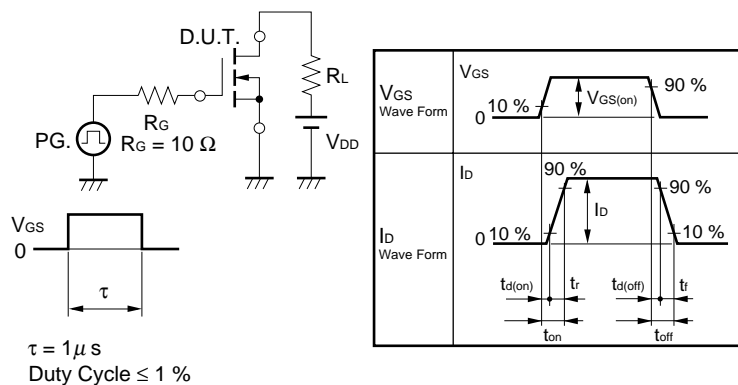 D.U.T.
RL
RG
PG.
RG = 10 Ω
VDD
VGS
0
τ
τ = 1μ s
Duty Cycle ≤ 1 %
VGS
Wave Form
VGS
10 %
0
VGS(on)
90 %
ID
Wave Form
ID
90 %
90 %
ID
0 10 %
10 %
td(on) tr td(off) tf
ton toff